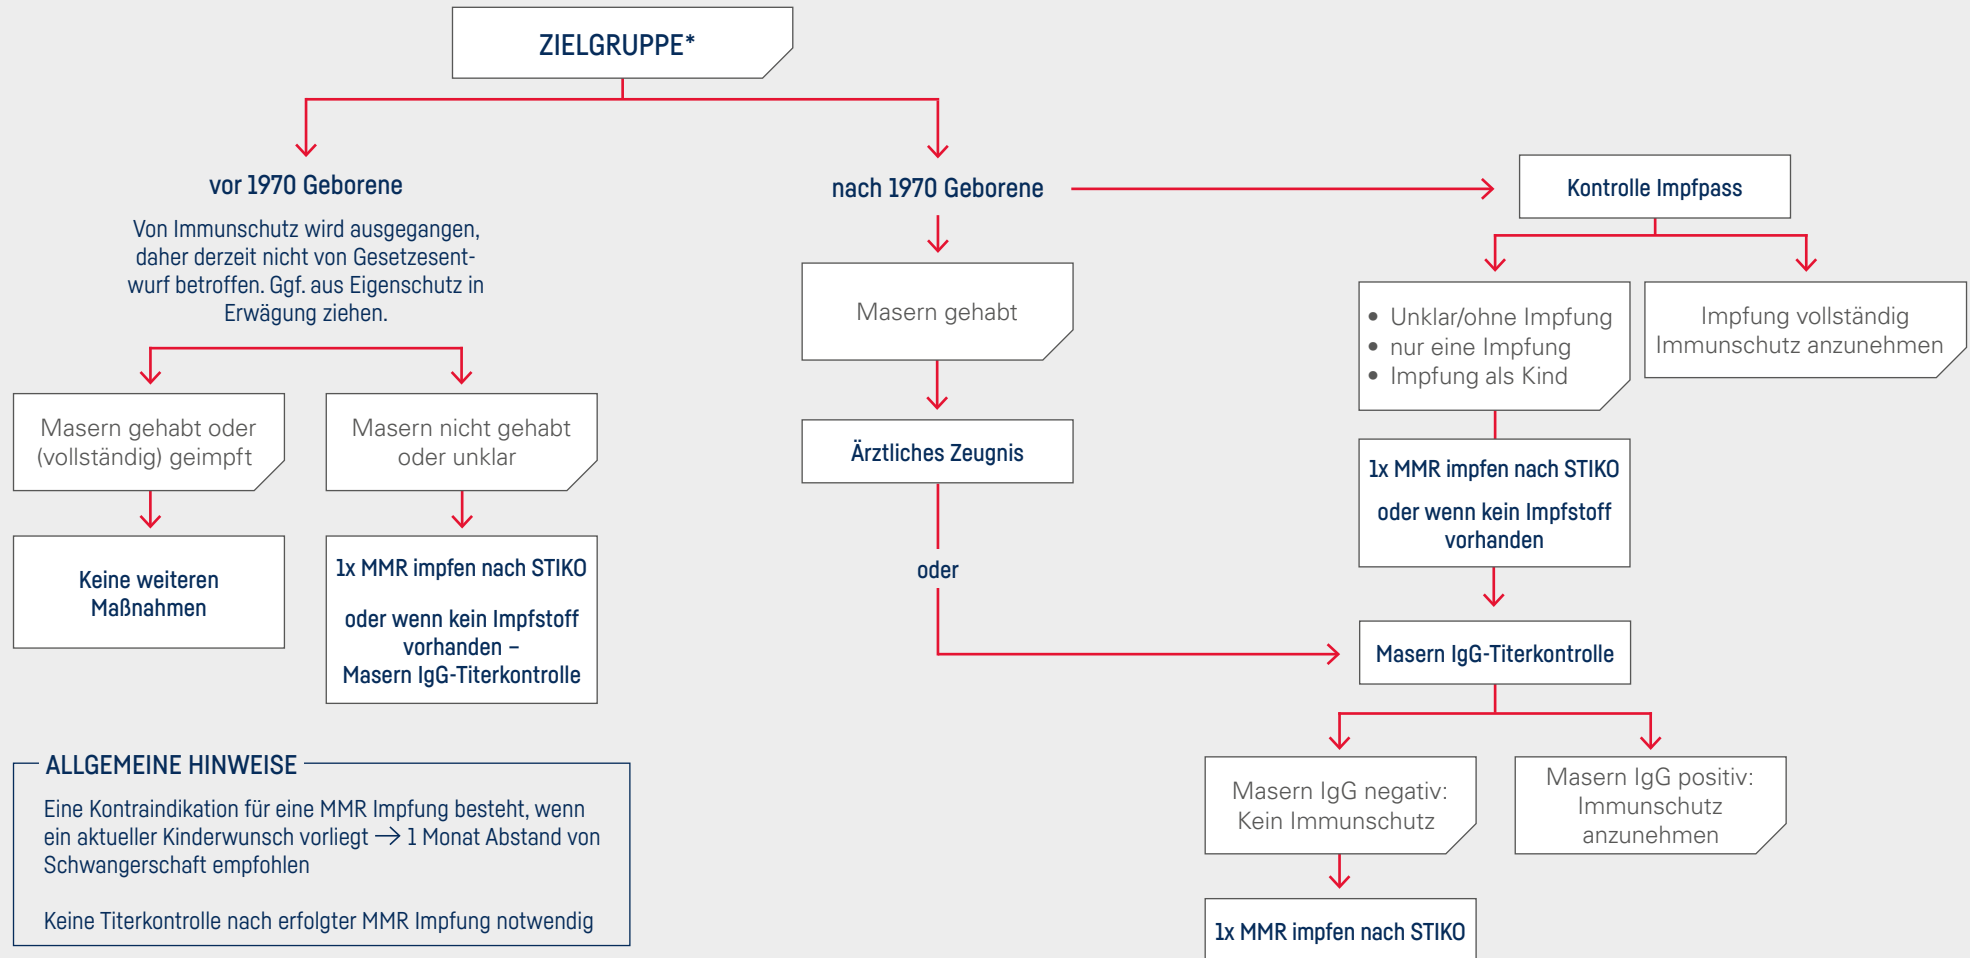 ZIELGRUPPE*
vor 1970 Geborene
Von Immunschutz wird ausgegangen,
daher derzeit nicht von Gesetzesent-
wurf betroffen. Ggf. aus Eigenschutz in
Erwägung ziehen.
Masern gehabt oder
(vollständig) geimpft
Keine weiteren
Maßnahmen
Masern nicht gehabt
oder unklar
1x MMR impfen nach STIKO
oder wenn kein Impfstoff
vorhanden –
Masern IgG-Titerkontrolle
nach 1970 Geborene
Masern gehabt
Ärztliches Zeugnis
oder
Kontrolle Impfpass
• Unklar/ohne Impfung
• nur eine Impfung
• Impfung als Kind
Impfung vollständig
Immunschutz anzunehmen
1x MMR impfen nach STIKO
oder wenn kein Impfstoff
vorhanden
Masern IgG-Titerkontrolle
Masern IgG negativ:
Kein Immunschutz
Masern IgG positiv:
Immunschutz
anzunehmen
1x MMR impfen nach STIKO
ALLGEMEINE HINWEISE
Eine Kontraindikation für eine MMR Impfung besteht, wenn
ein aktueller Kinderwunsch vorliegt → 1 Monat Abstand von
Schwangerschaft empfohlen
Keine Titerkontrolle nach erfolgter MMR Impfung notwendig